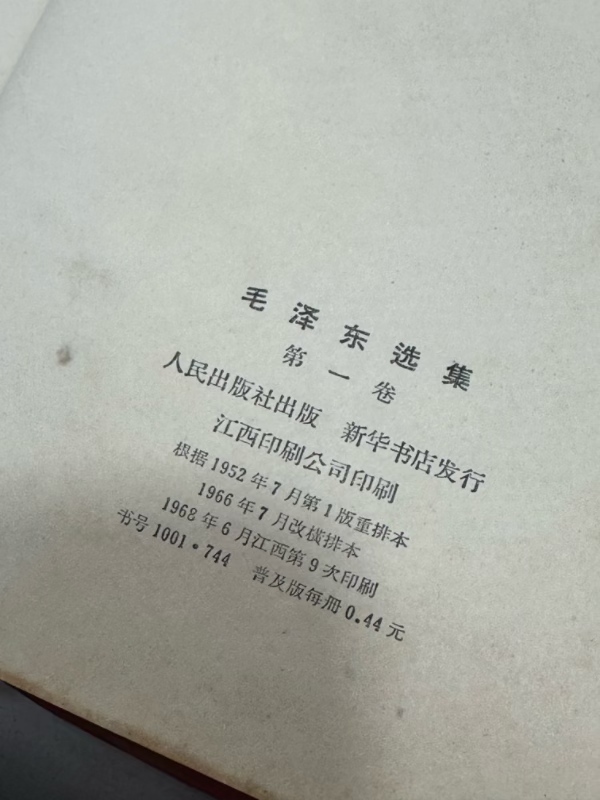 毛泽东选集
第一卷
人民出版社出版 新华书店发行
江西印刷公司印刷
根据1952年7月第1版重排本
1966年7月改横排本
1968年6月江西第9次印刷
书号1001·744 普及版每册0.44元